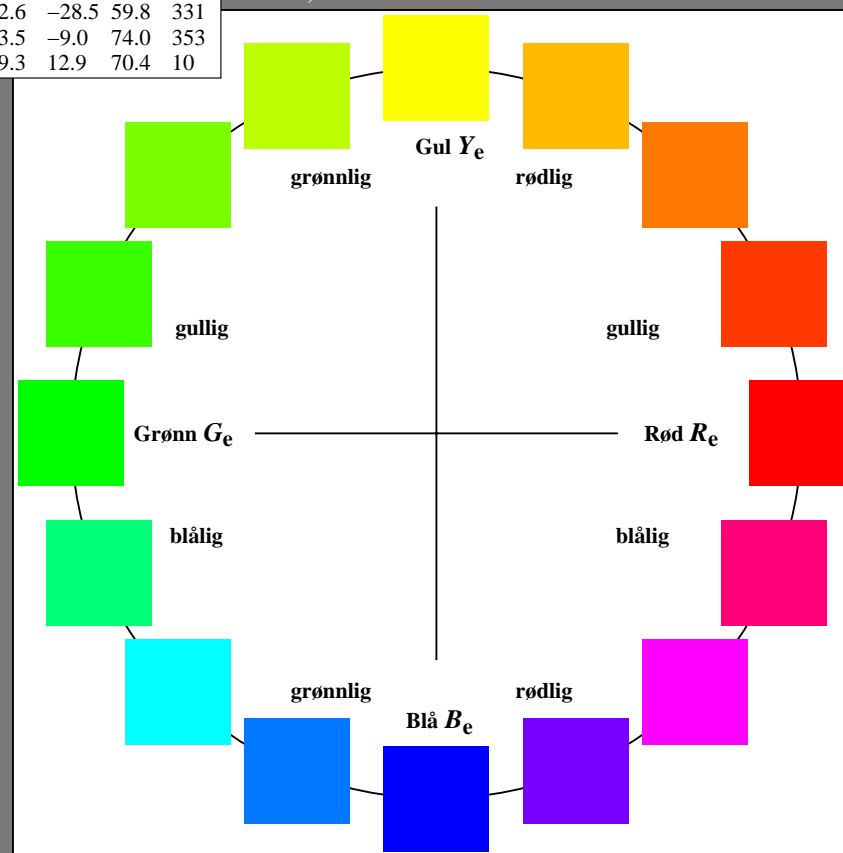 2.6 –28.5 59.8 331
3.5 –9.0 74.0 353
9.3 12.9 70.4 10
Gul Ye
grønnlig rødlig
gullig gullig
Grønn Ge Rød Re
blålig blålig
grønnlig rødlig
Blå Be